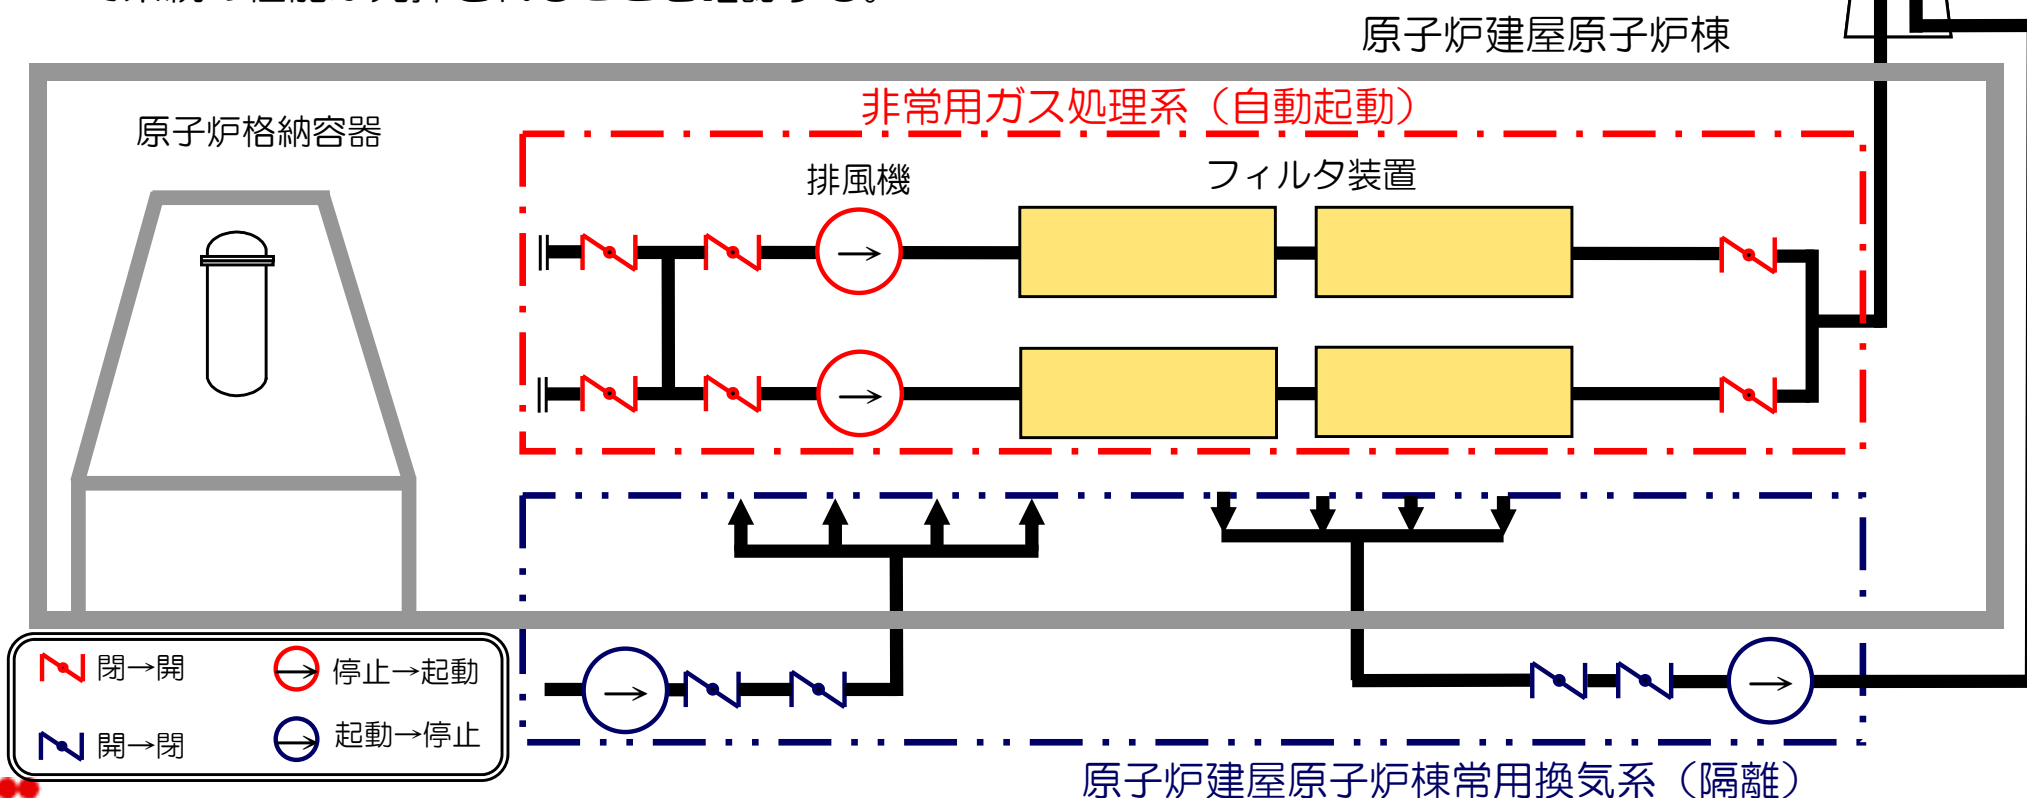 原子炉建屋原子炉棟
非常用ガス処理系（自動起動）
原子炉格納容器
排風機
フィルタ装置
閉→開
停止→起動
開→閉
起動→停止
原子炉建屋原子炉棟常用換気系（隔離）